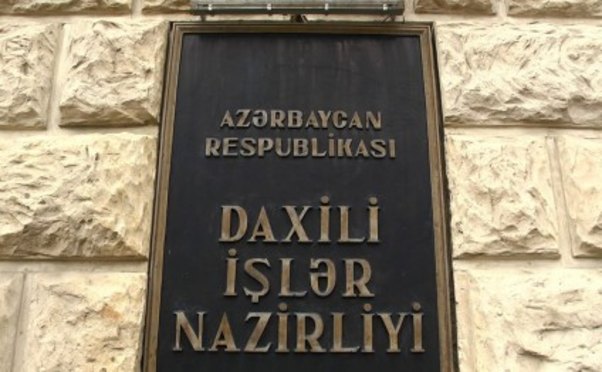 AZƏRBAYCAN
RESPUBLİKASI
DAXİLİ
İŞLƏR
NAZİRLİYİ